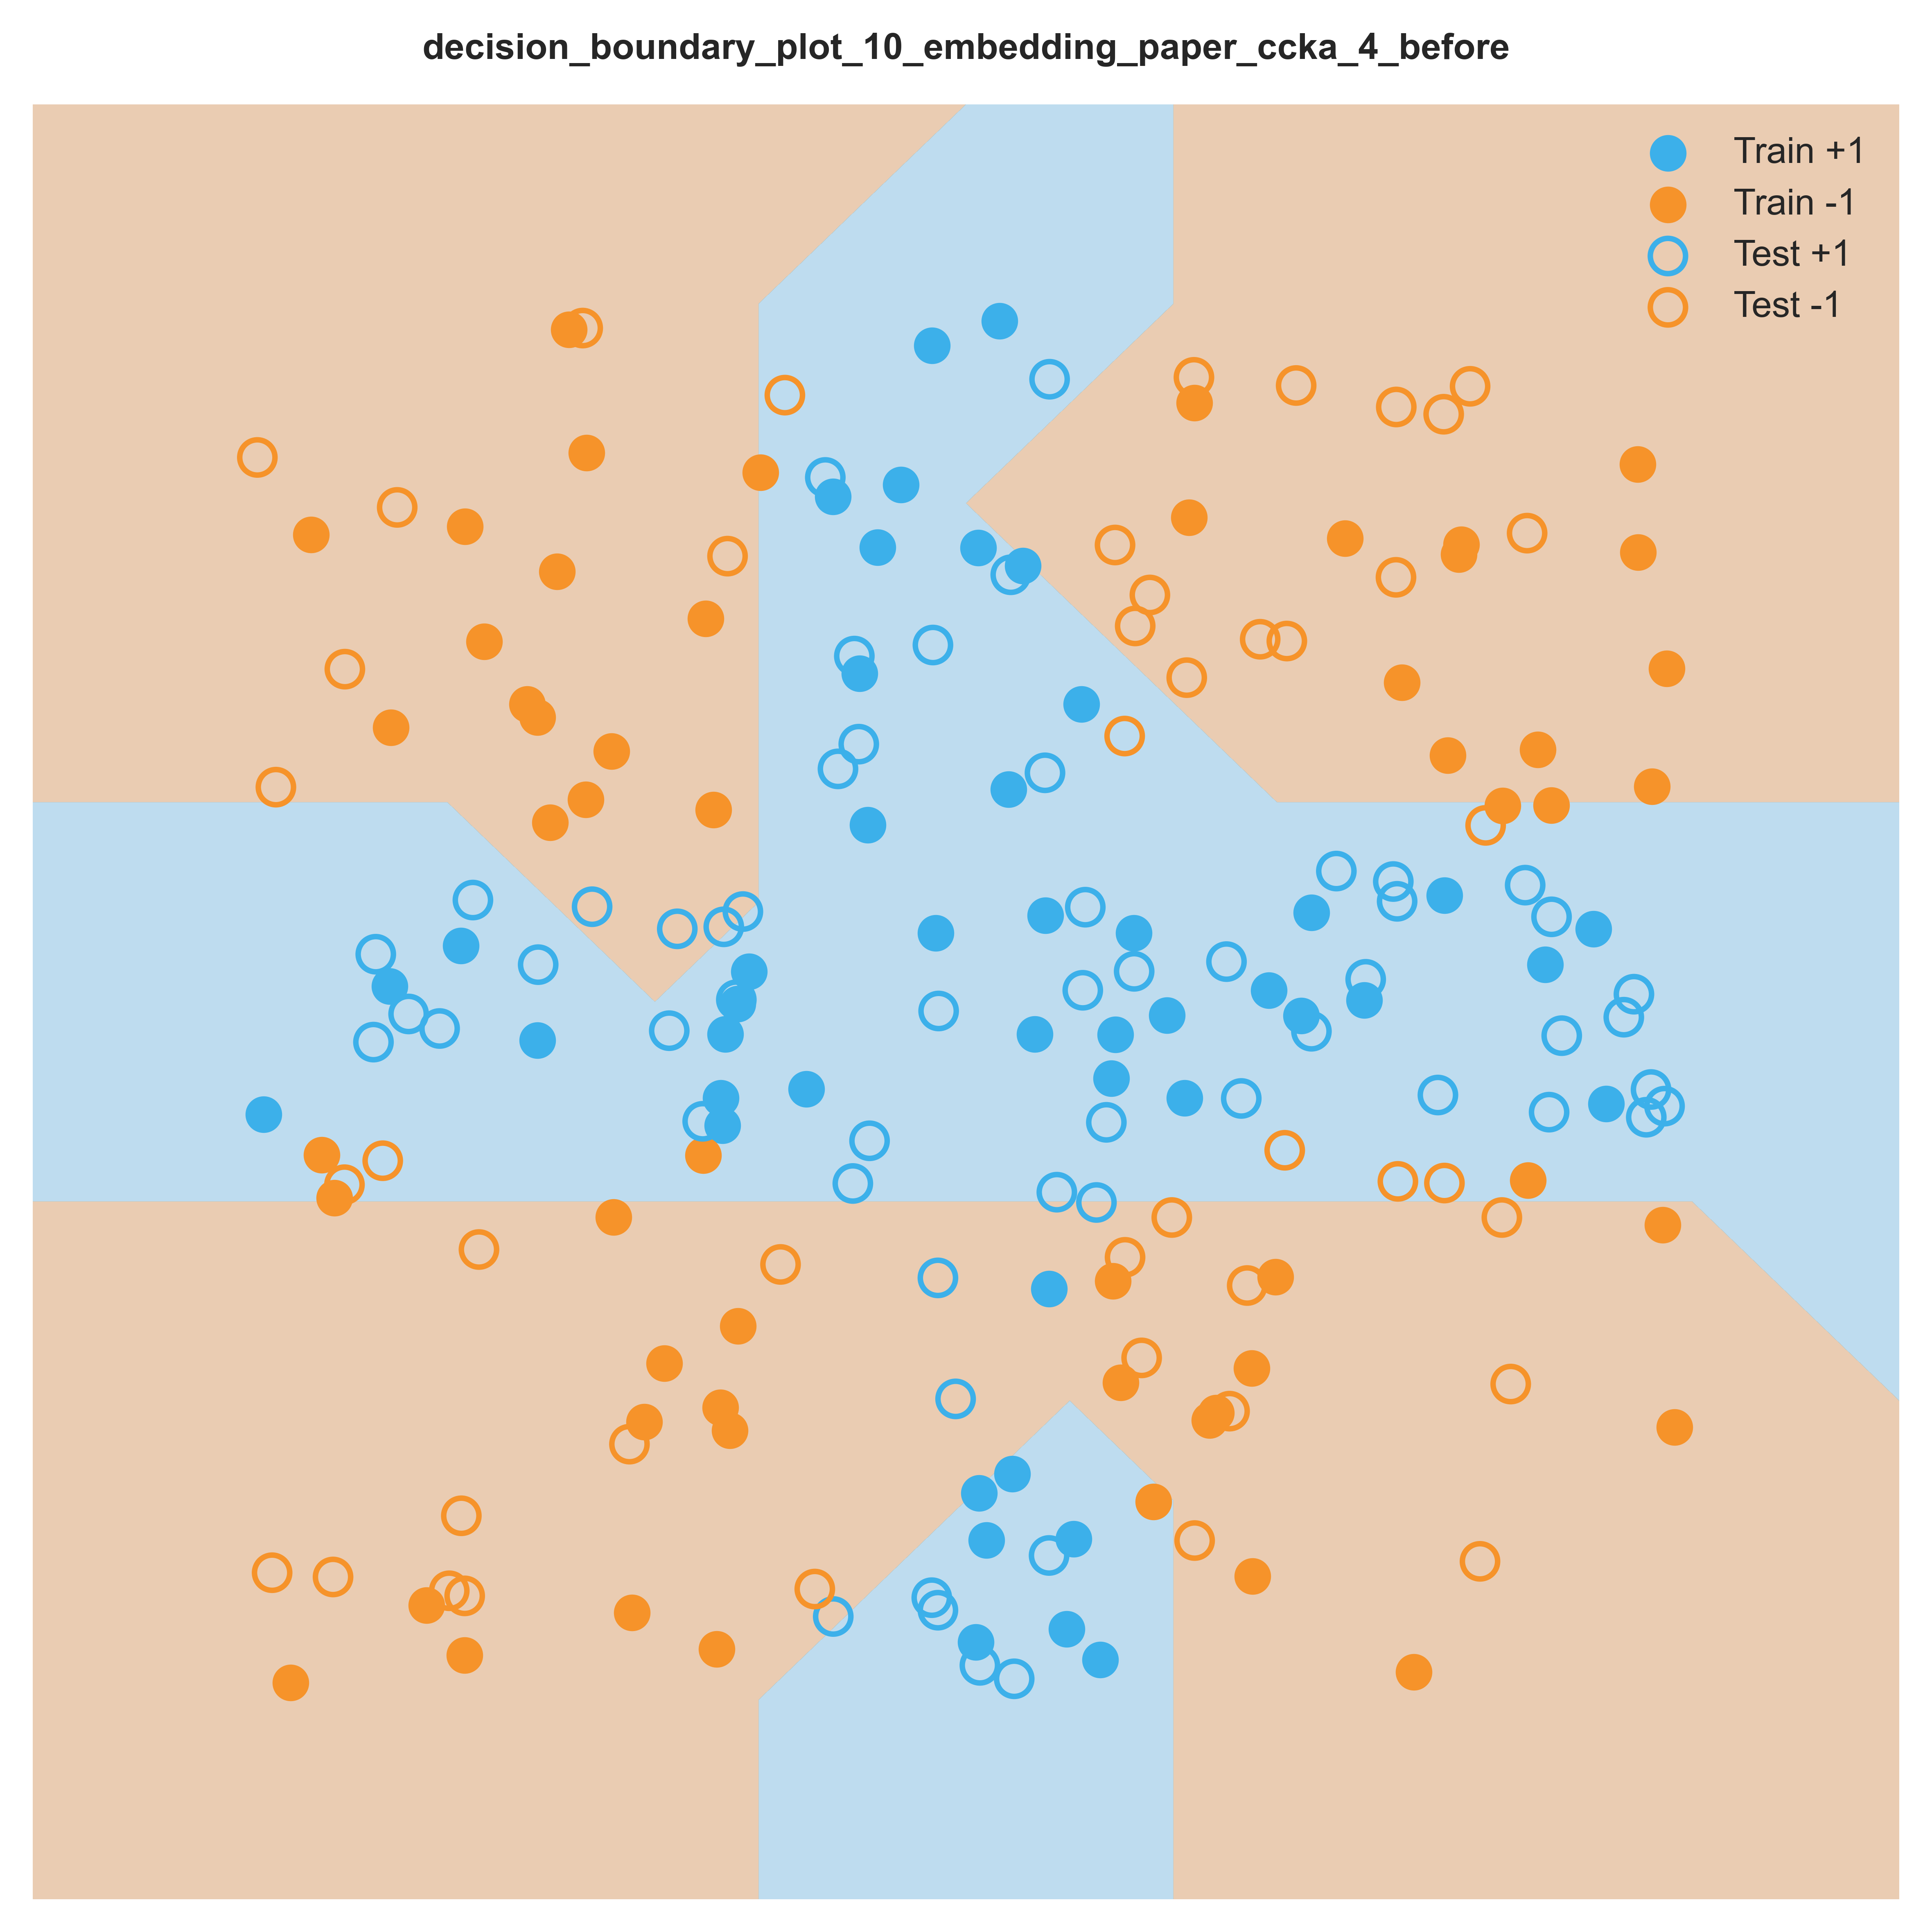 decision_boundary_plot_10_embedding_paper_ccka_4_before
Train +1
Train -1
Test +1
Test -1